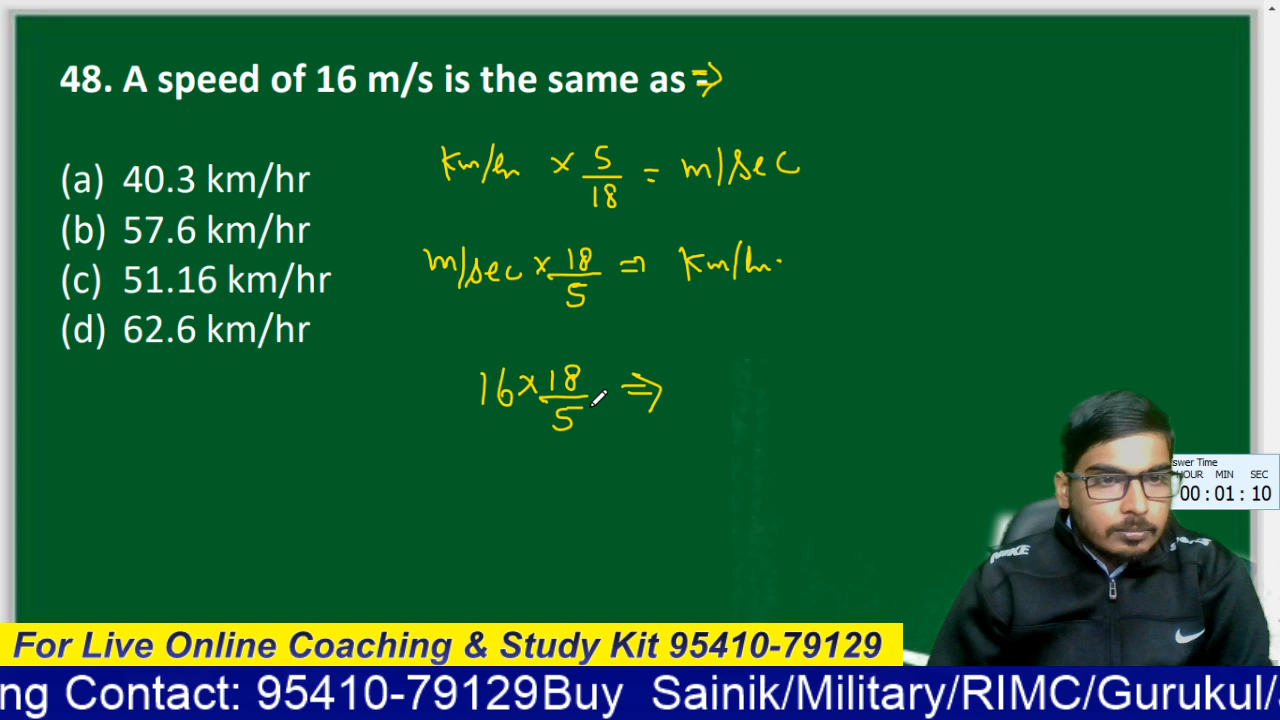 48. A speed of 16 m/s is the same as ⇒
(a) 40.3 km/hr
(b) 57.6 km/hr
(c) 51.16 km/hr
(d) 62.6 km/hr
Km/hr × 5/18 = m/sec
m/sec × 18/5 ⇒ Km/hr.
16 × 18/5 ⇒
swer Time
HOUR MIN SEC
00 : 01 : 10
For Live Online Coaching & Study Kit 95410-79129
ng Contact: 95410-79129Buy Sainik/Military/RIMC/Gurukul/